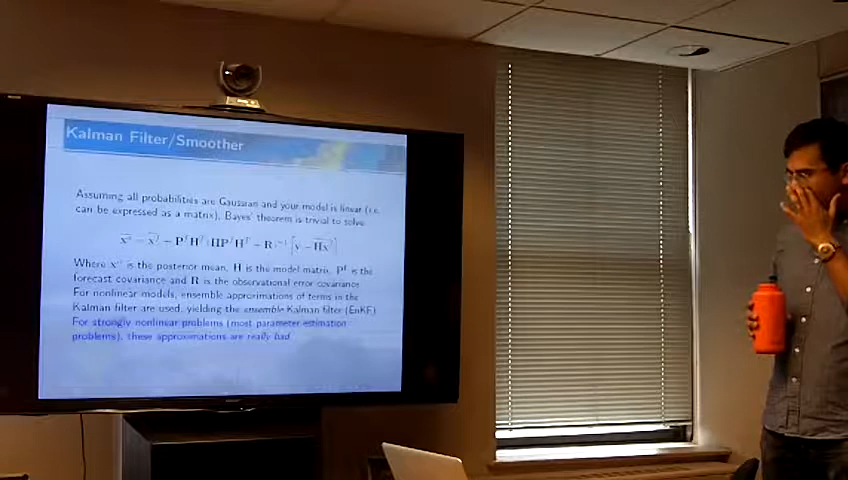 Kalman Filter/Smoother
Assuming all probabilities are Gaussian and your model is linear (i.e.
can be expressed as a matrix), Bayes' theorem is trivial to solve
x^a = x^f + P^f H^T (HP^f H^T + R)^-1 [y − Hx^f]
Where x^a is the posterior mean, H is the model matrix, P^f is the
forecast covariance and R is the observational error covariance
For nonlinear models, ensemble approximations of terms in the
Kalman filter are used, yielding the ensemble Kalman filter (EnKF)
For strongly nonlinear problems (most parameter estimation
problems), these approximations are really bad